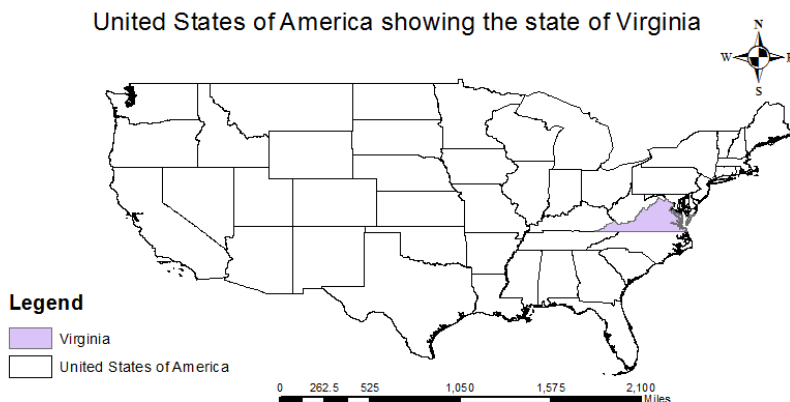 United States of America showing the state of Virginia
N
W E
S
Legend
Virginia
United States of America
0 262.5 525 1,050 1,575 2,100
Miles